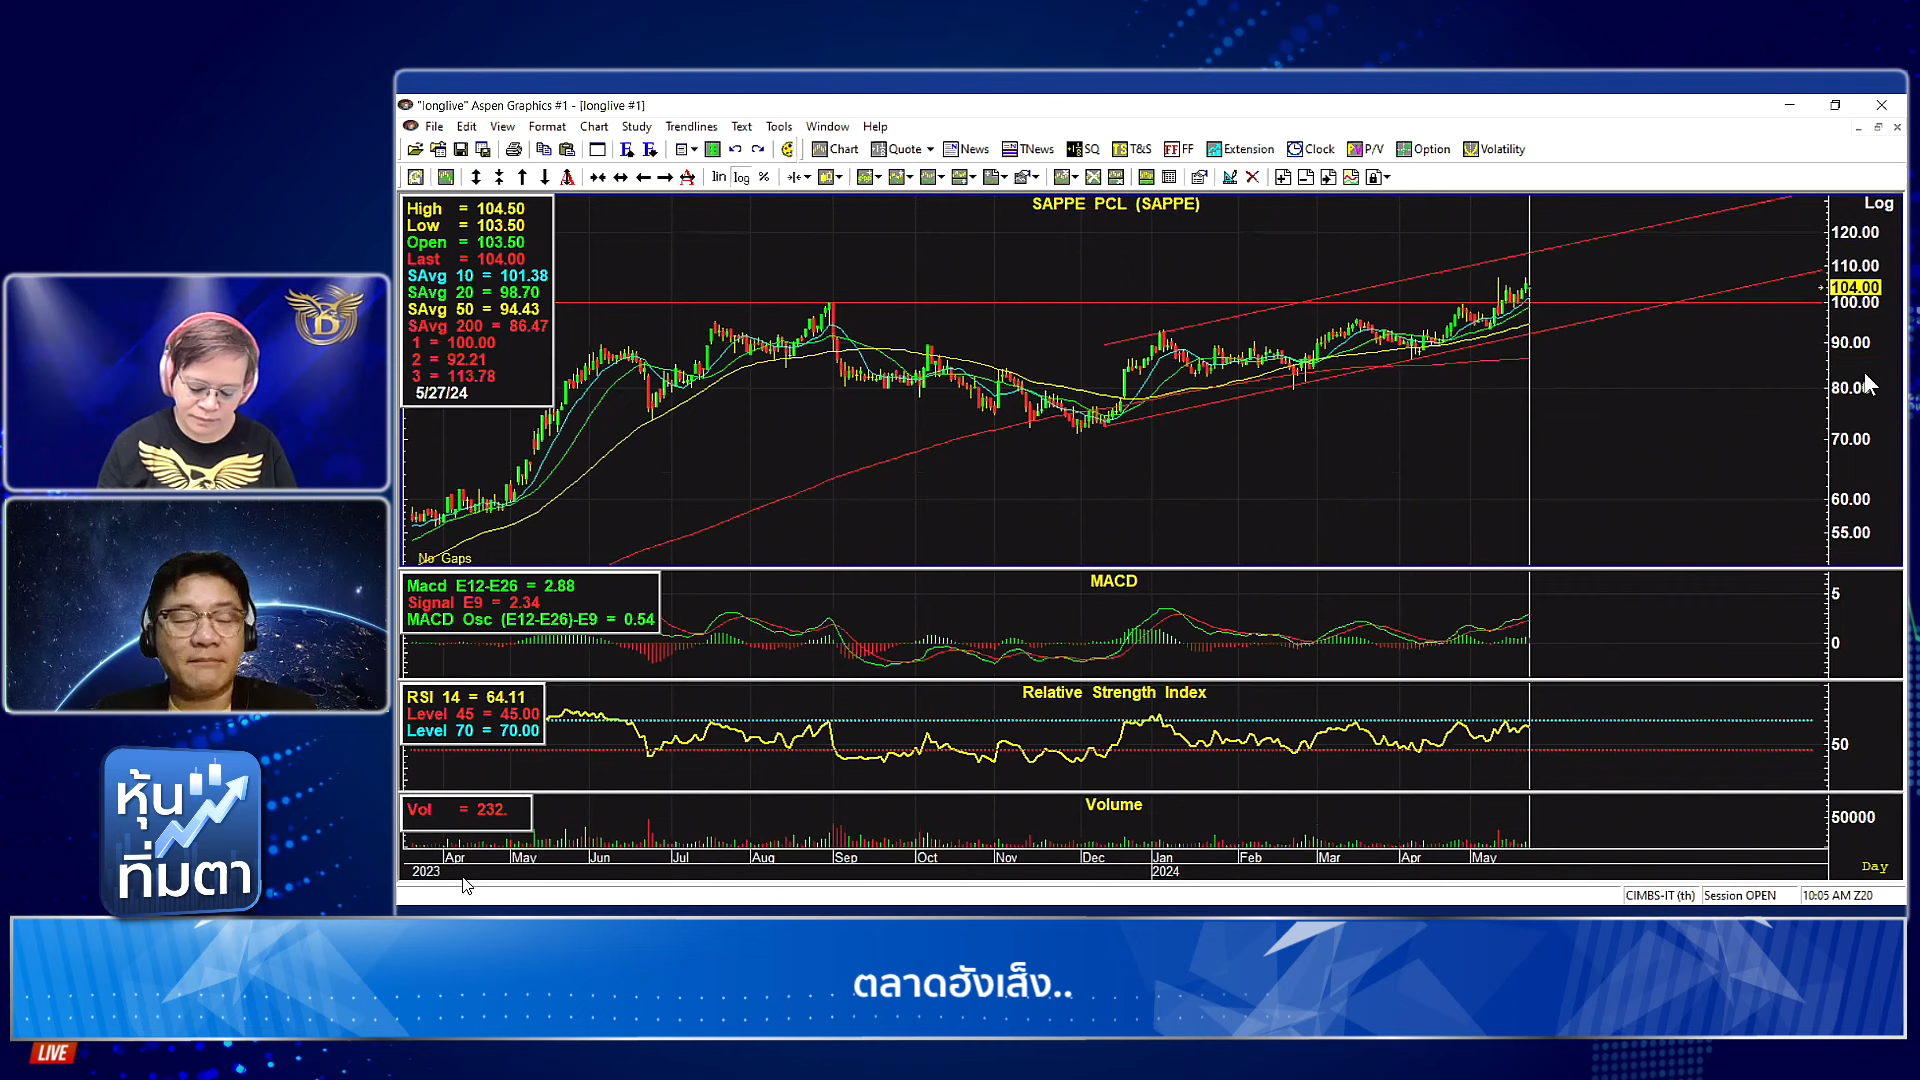 "longlive" Aspen Graphics #1 - [longlive #1]
File Edit View Format Chart Study Trendlines Text Tools Window Help
Chart Quote News TNews SQ T&S FF Extension Clock P/V Option Volatility
lin log %
SAPPE PCL (SAPPE)
Log
High = 104.50
Low = 103.50
Open = 103.50
Last = 104.00
SAvg 10 = 101.38
SAvg 20 = 98.70
SAvg 50 = 94.43
SAvg 200 = 86.47
1 = 100.00
2 = 92.21
3 = 113.78
5/27/24
120.00
110.00
104.00
100.00
90.00
80.00
70.00
60.00
55.00
No Gaps
MACD
Macd E12-E26 = 2.88
Signal E9 = 2.34
MACD Osc (E12-E26)-E9 = 0.54
5
0
Relative Strength Index
RSI 14 = 64.11
Level 45 = 45.00
Level 70 = 70.00
50
Volume
Vol = 232.
50000
Apr May Jun Jul Aug Sep Oct Nov Dec Jan Feb Mar Apr May
2023 2024
Day
CIMBS-IT (th) Session OPEN 10:05 AM Z20
หุ้น
ทิ่มตา
ตลาดฮังเส็ง..
LIVE